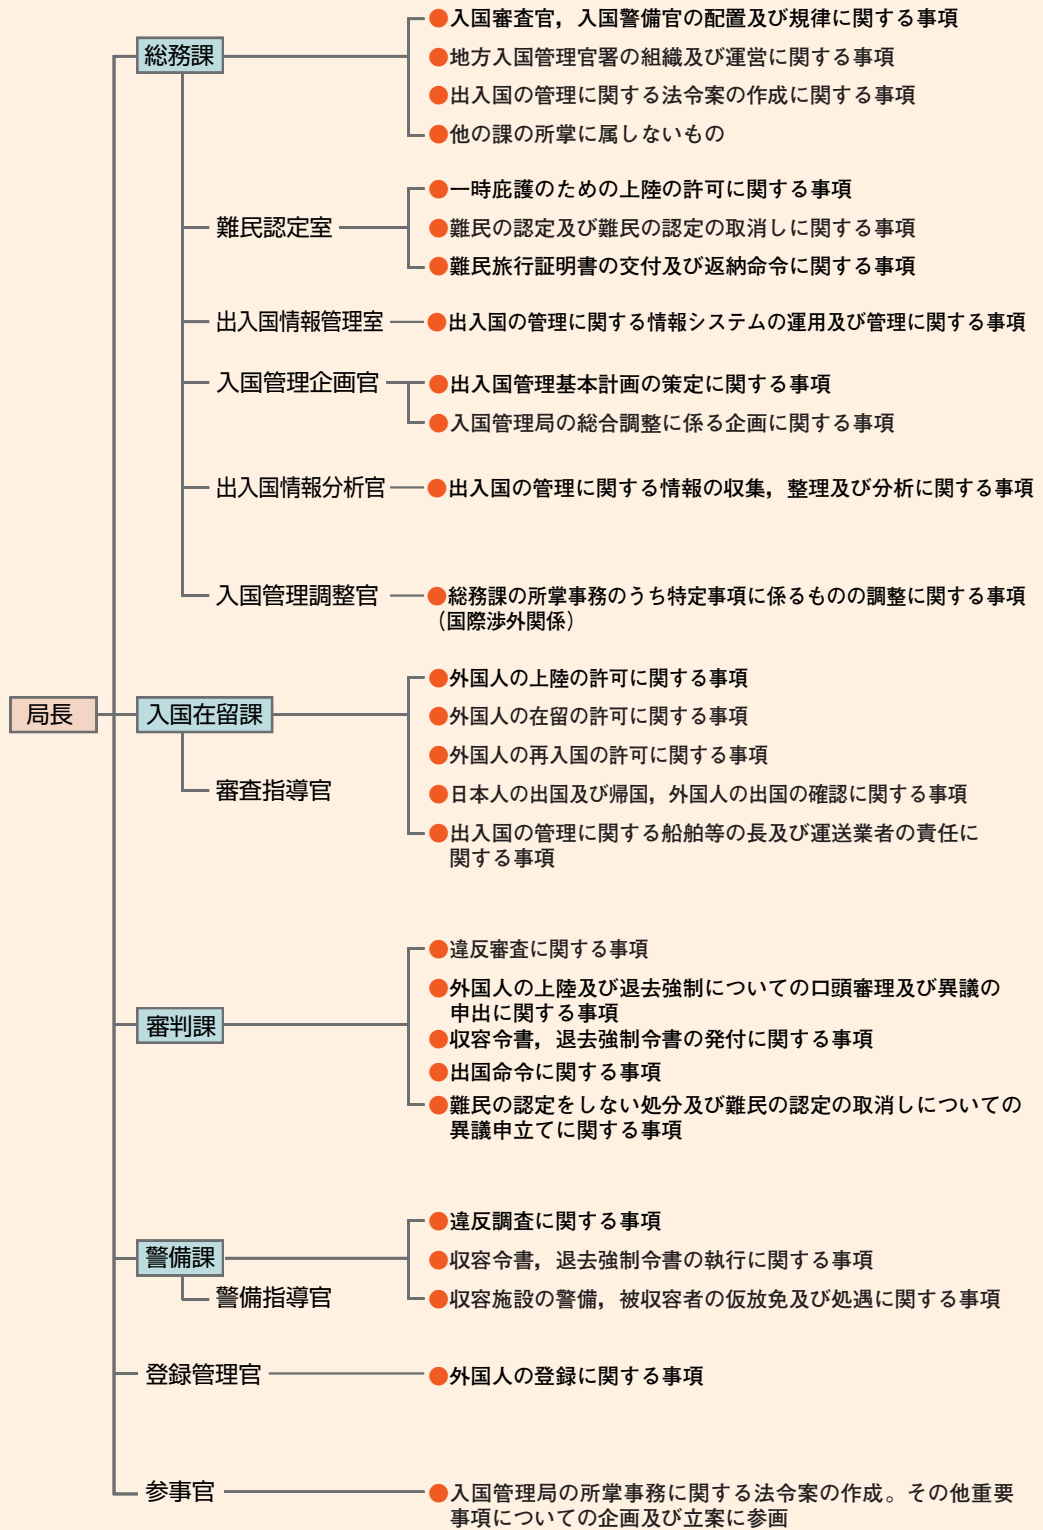 総務課
●入国審査官，入国警備官の配置及び規律に関する事項
●地方入国管理官署の組織及び運営に関する事項
●出入国の管理に関する法令案の作成に関する事項
●他の課の所掌に属しないもの
難民認定室
●一時庇護のための上陸の許可に関する事項
●難民の認定及び難民の認定の取消しに関する事項
●難民旅行証明書の交付及び返納命令に関する事項
出入国情報管理室
●出入国の管理に関する情報システムの運用及び管理に関する事項
入国管理企画官
●出入国管理基本計画の策定に関する事項
●入国管理局の総合調整に係る企画に関する事項
出入国情報分析官
●出入国の管理に関する情報の収集，整理及び分析に関する事項
入国管理調整官
●総務課の所掌事務のうち特定事項に係るものの調整に関する事項
（国際渉外関係）
局長
入国在留課
●外国人の上陸の許可に関する事項
●外国人の在留の許可に関する事項
●外国人の再入国の許可に関する事項
●日本人の出国及び帰国，外国人の出国の確認に関する事項
●出入国の管理に関する船舶等の長及び運送業者の責任に
関する事項
審査指導官
審判課
●違反審査に関する事項
●外国人の上陸及び退去強制についての口頭審理及び異議の
申出に関する事項
●収容令書，退去強制令書の発付に関する事項
●出国命令に関する事項
●難民の認定をしない処分及び難民の認定の取消しについての
異議申立てに関する事項
警備課
●違反調査に関する事項
●収容令書，退去強制令書の執行に関する事項
●収容施設の警備，被収容者の仮放免及び処遇に関する事項
警備指導官
登録管理官
●外国人の登録に関する事項
参事官
●入国管理局の所掌事務に関する法令案の作成。その他重要
事項についての企画及び立案に参画